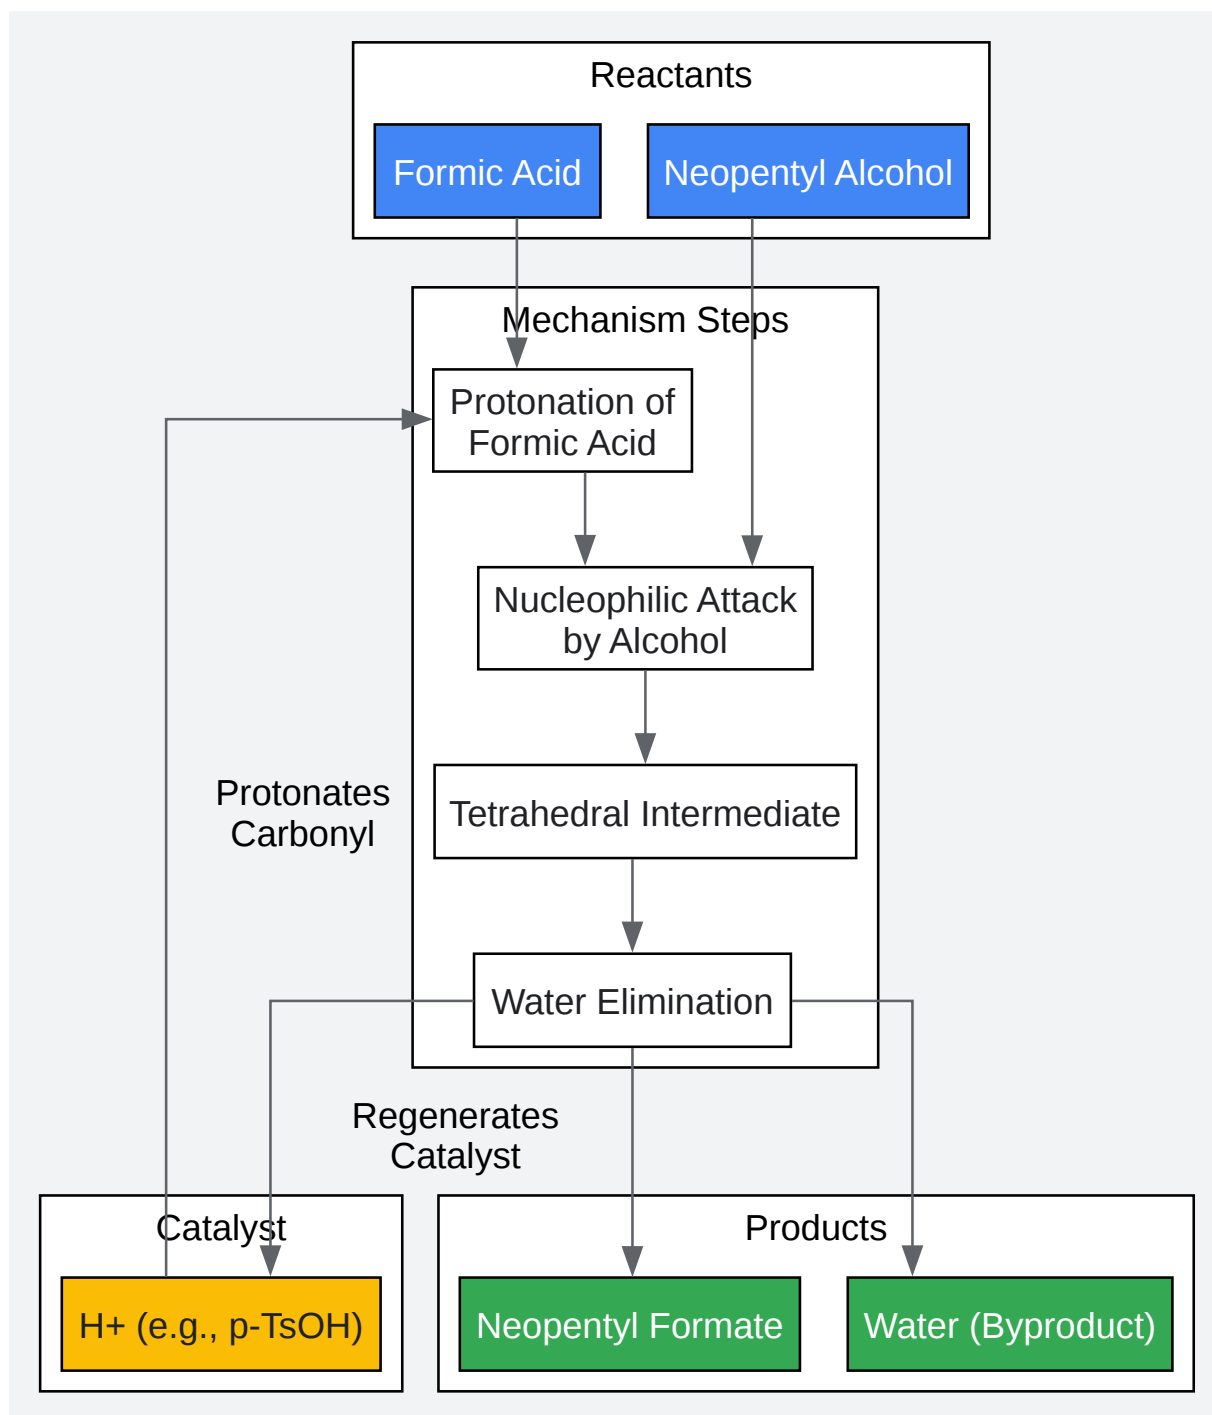 Reactants
Formic Acid
Neopentyl Alcohol
Mechanism Steps
Protonation of
Formic Acid
Nucleophilic Attack
by Alcohol
Protonates
Carbonyl
Tetrahedral Intermediate
Water Elimination
Regenerates
Catalyst
Catalyst
H+ (e.g., p-TsOH)
Products
Neopentyl Formate
Water (Byproduct)